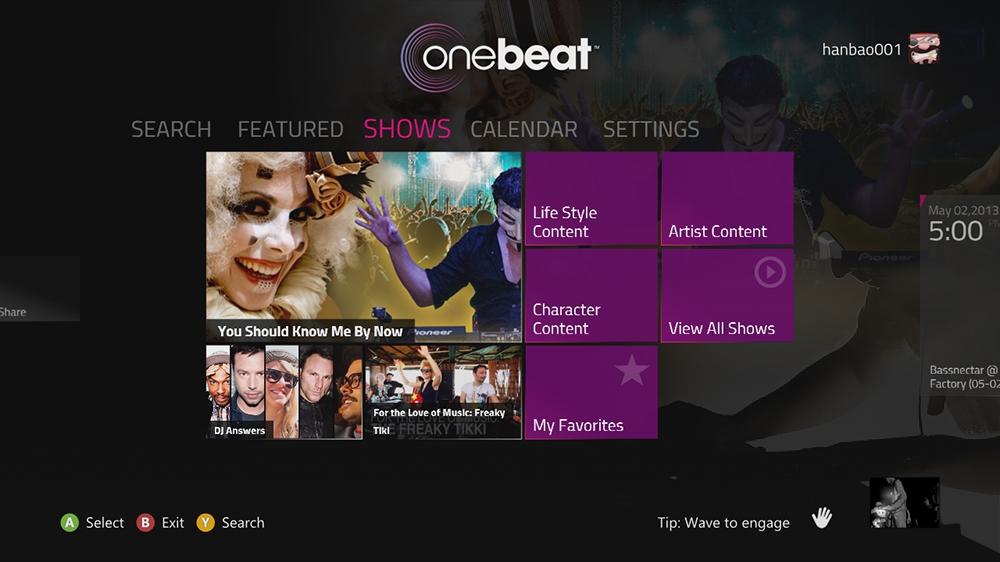 onebeat™
hanbao001
SEARCH FEATURED SHOWS CALENDAR SETTINGS
Life Style
Content
Artist Content
Character
Content
View All Shows
You Should Know Me By Now
Pioneer
DJ Answers
For the Love of Music: Freaky
Tiki
THE FREAKY TIKKI
My Favorites
Share
May 02,2013
5:00
Pioneer
Bassnectar @
Factory (05-02
A Select B Exit Y Search
Tip: Wave to engage